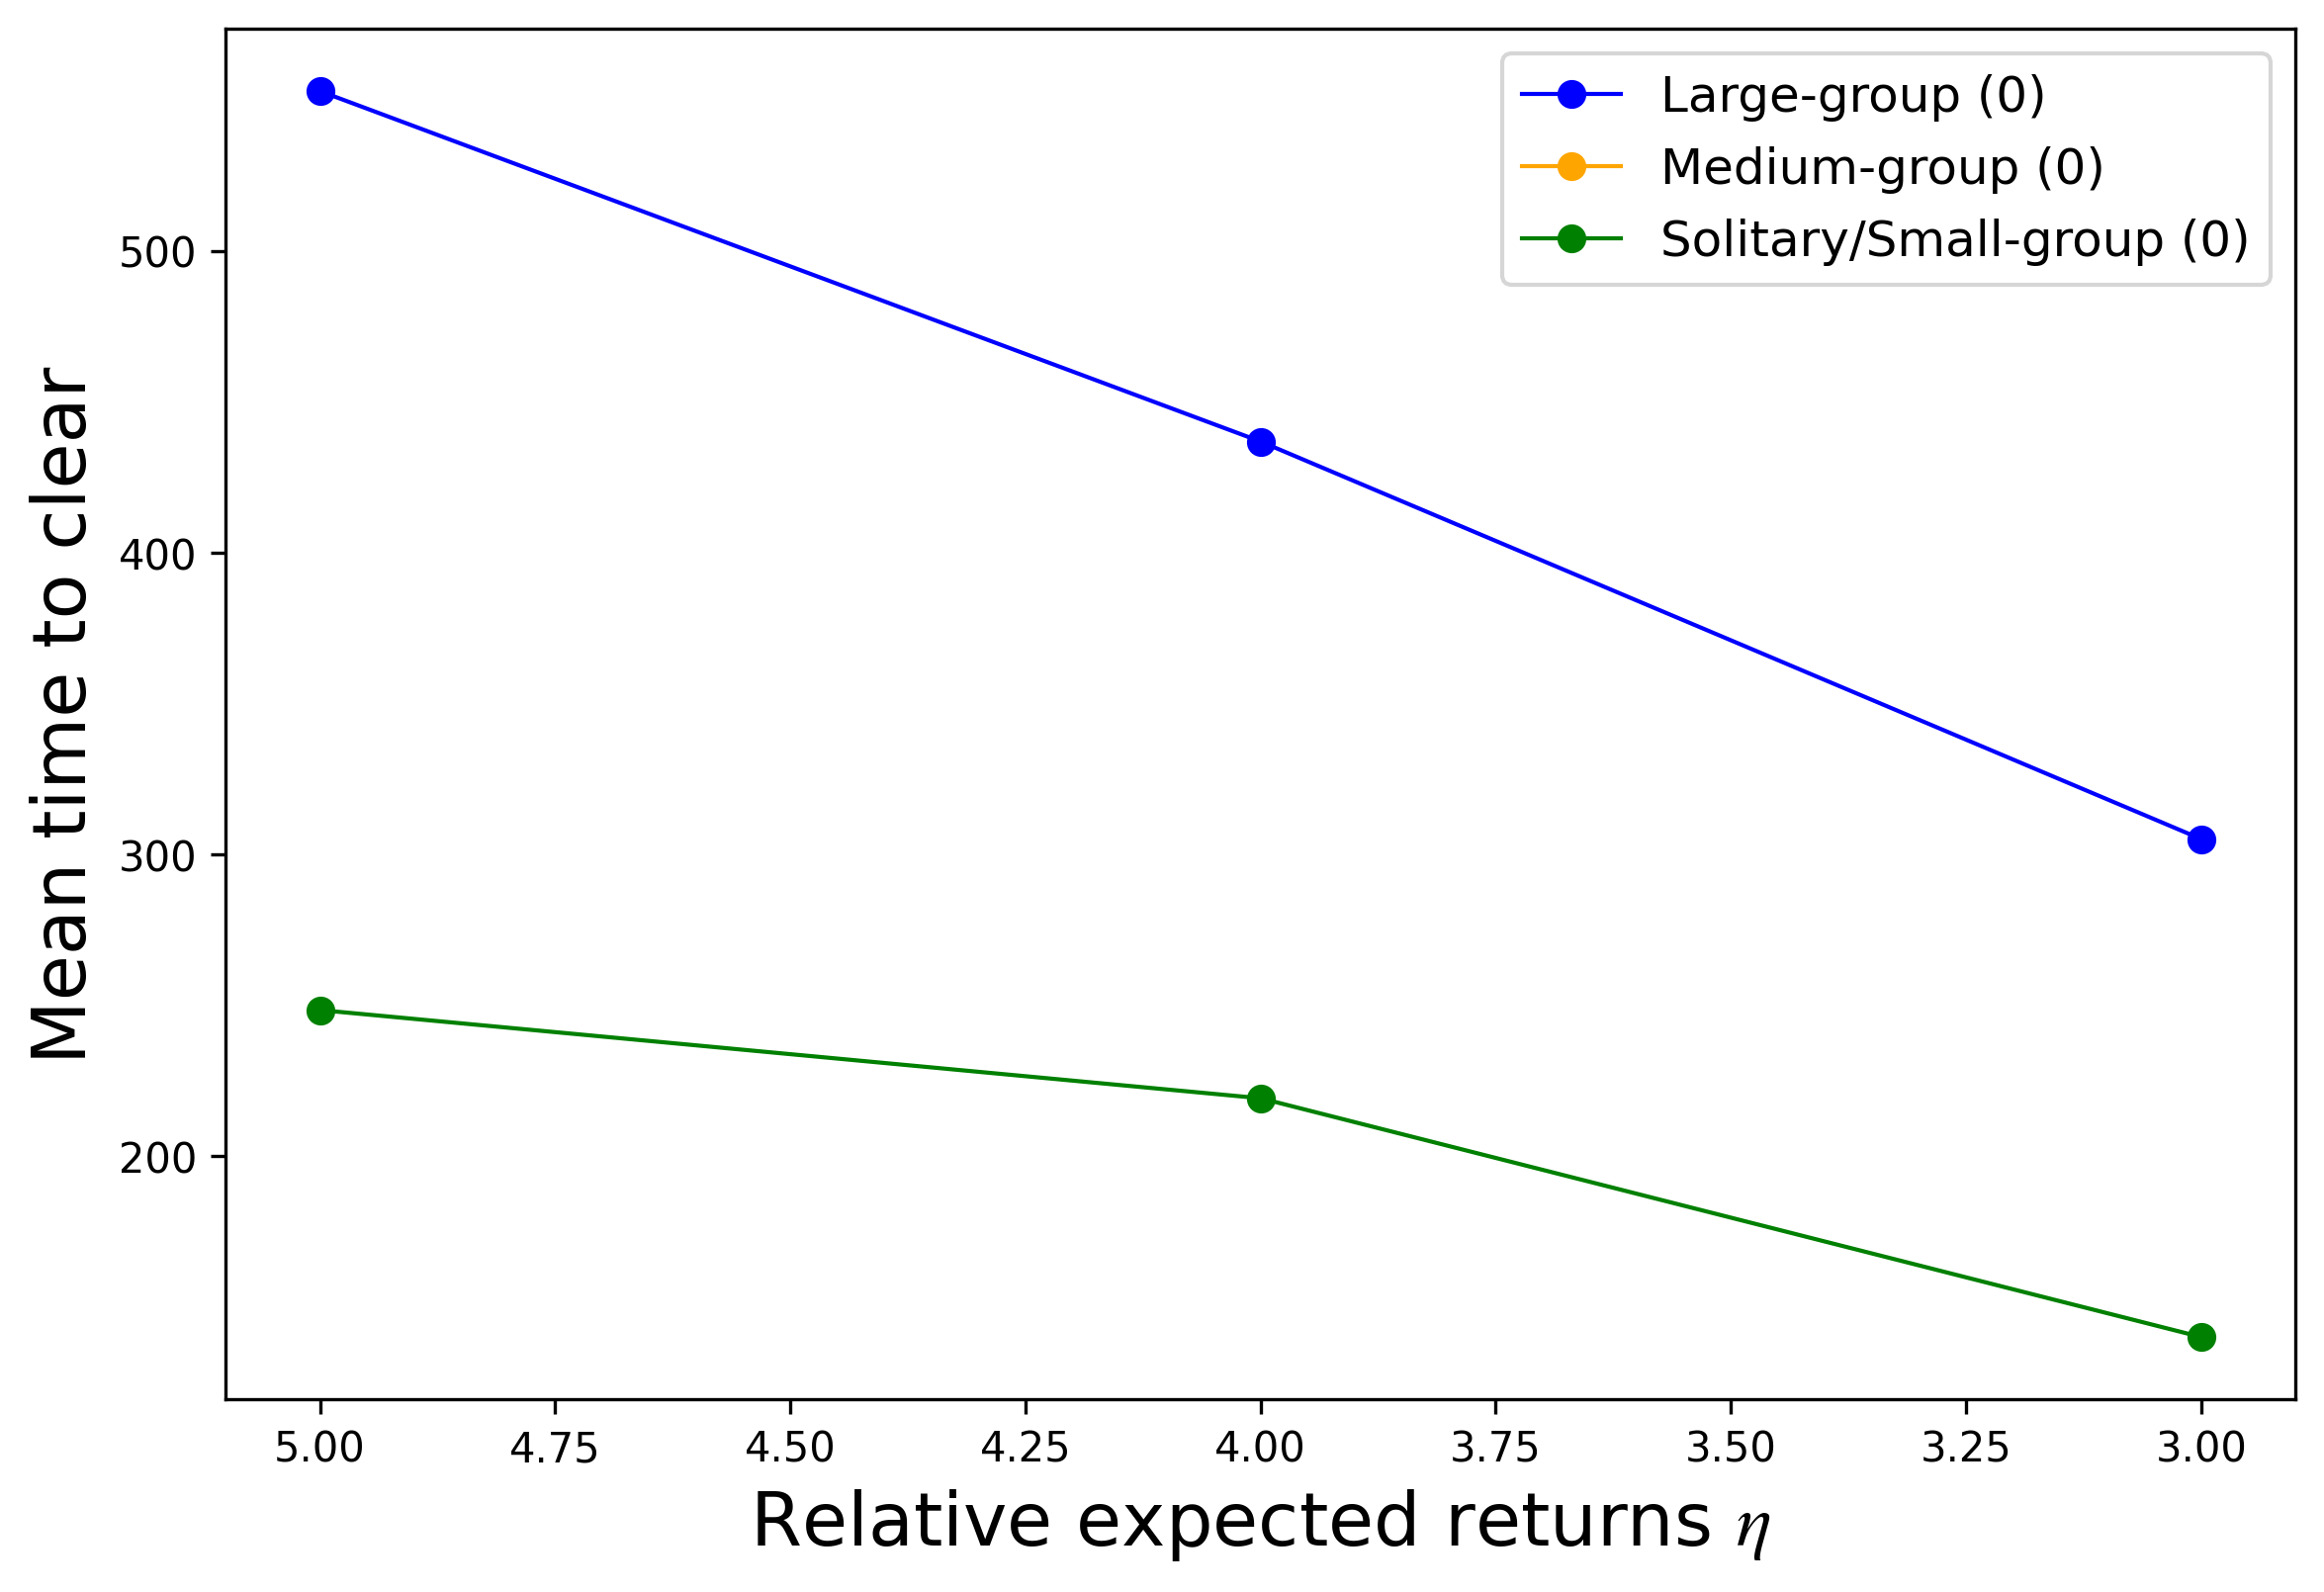 Large-group (0)
Medium-group (0)
Solitary/Small-group (0)
Mean time to clear
500
400
300
200
5.00 4.75 4.50 4.25 4.00 3.75 3.50 3.25 3.00
Relative expected returns η